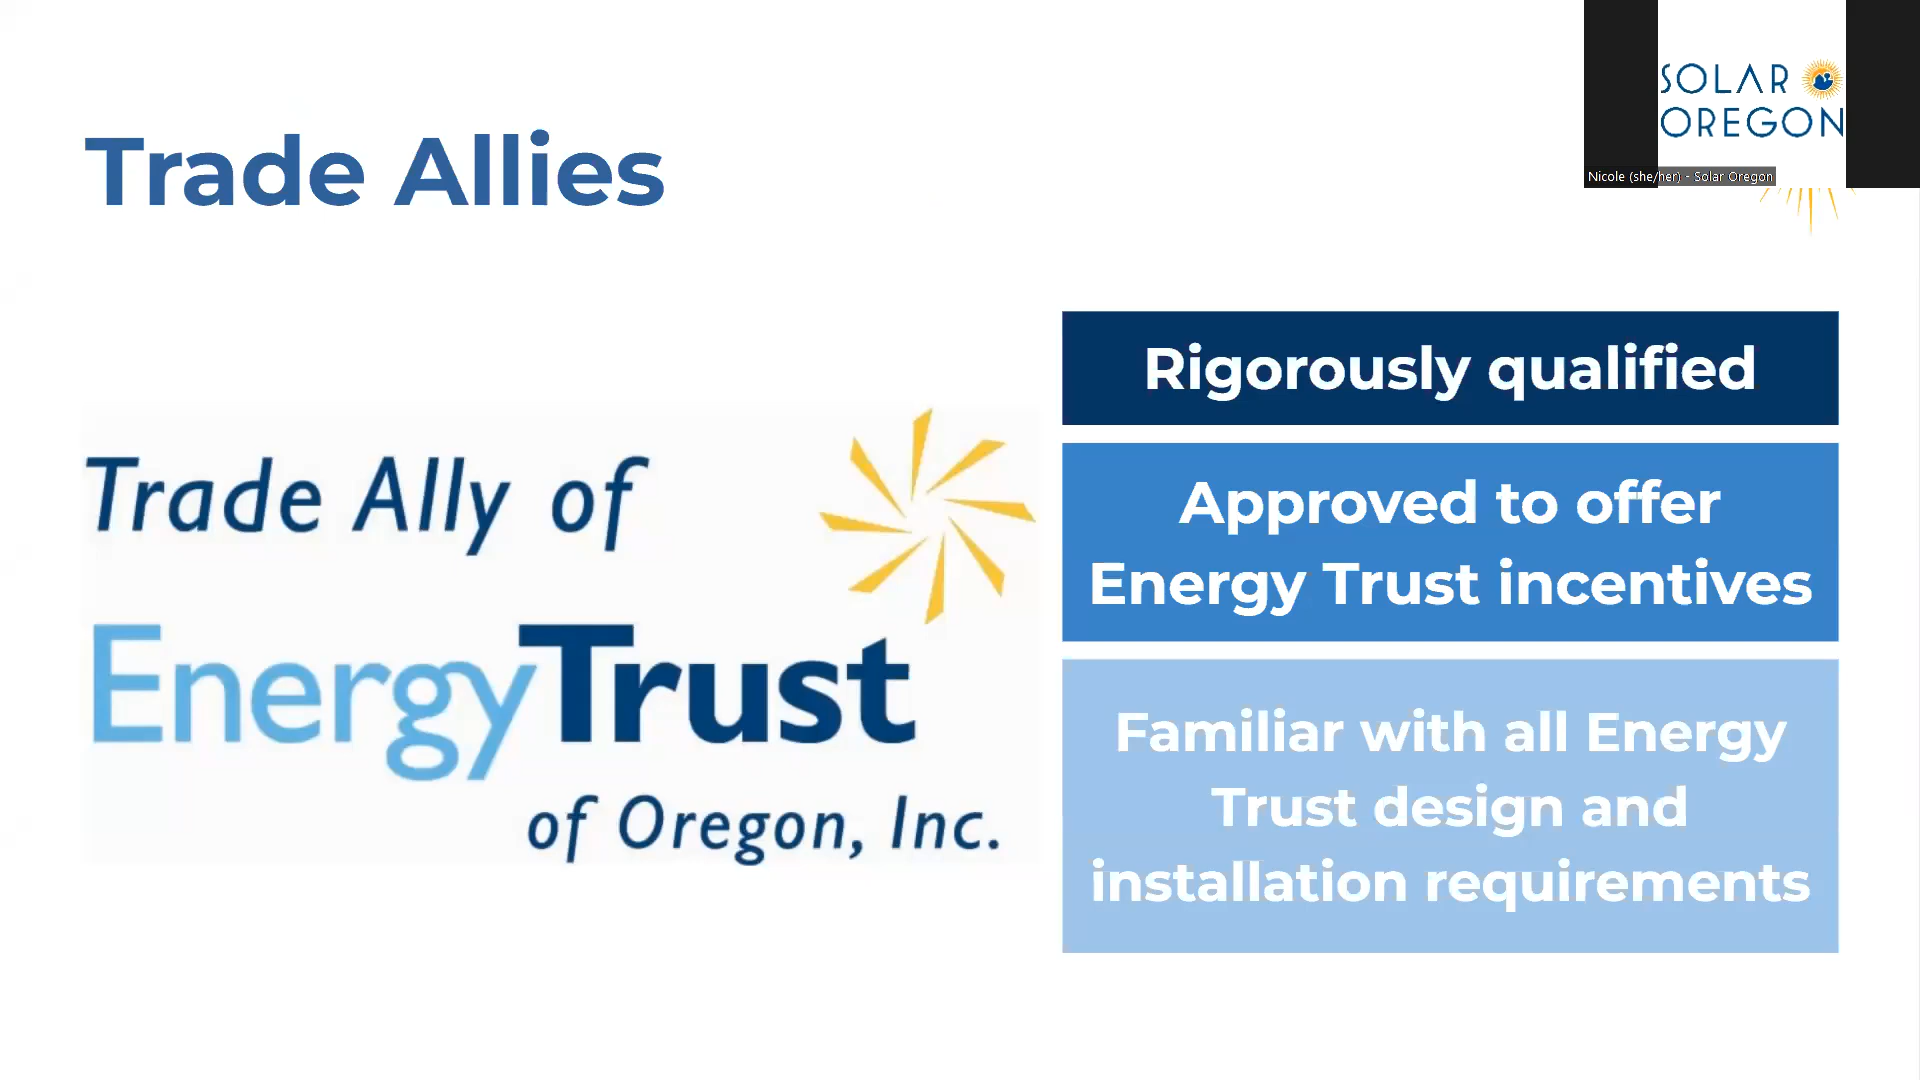 SOLAR
OREGON
Nicole (she/her) - Solar Oregon
Trade Allies
Trade Ally of
EnergyTrust
of Oregon, Inc.
Rigorously qualified
Approved to offer
Energy Trust incentives
Familiar with all Energy
Trust design and
installation requirements